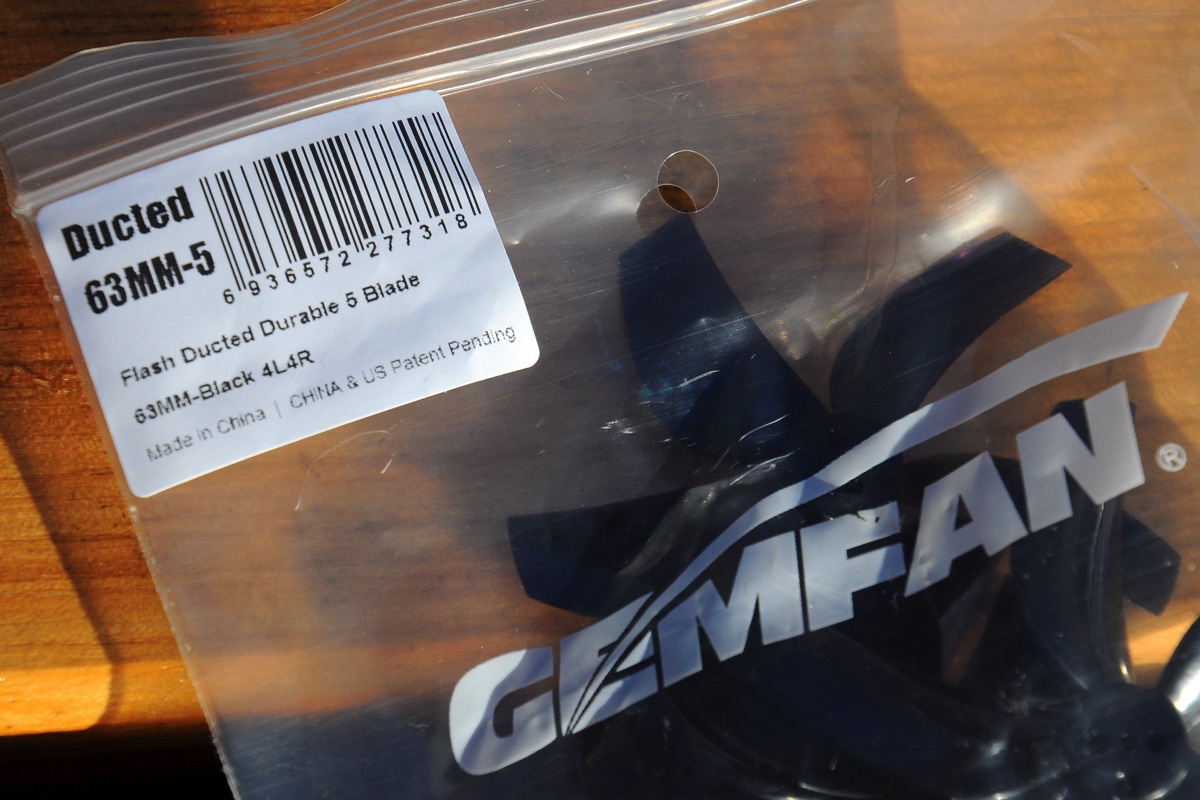 Ducted
63MM-5
6 936572 277318
Flash Ducted Durable 5 Blade
63MM-Black 4L4R
Made in China | CHINA & US Patent Pending
GEMFAN®